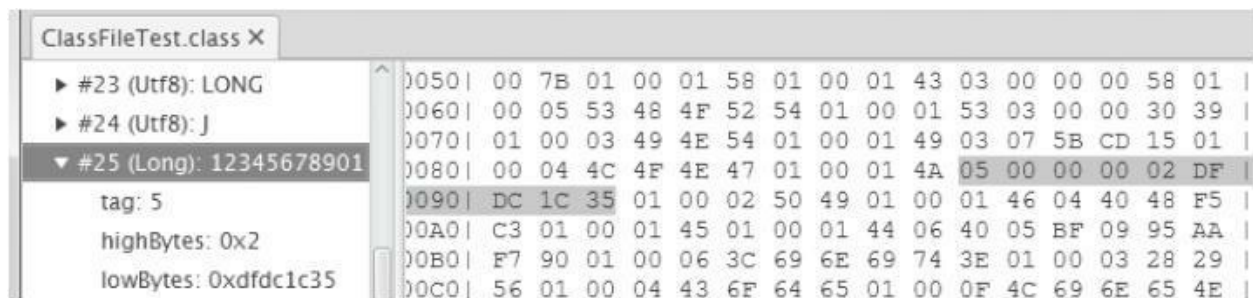 ClassFileTest.class X
▶ #23 (Utf8): LONG
▶ #24 (Utf8): J
▼ #25 (Long): 12345678901
tag: 5
highBytes: 0x2
lowBytes: 0xdfdc1c35
0050| 00 7B 01 00 01 58 01 00 01 43 03 00 00 00 58 01 |
0060| 00 05 53 48 4F 52 54 01 00 01 53 03 00 00 30 39 |
0070| 01 00 03 49 4E 54 01 00 01 49 03 07 5B CD 15 01 |
0080| 00 04 4C 4F 4E 47 01 00 01 4A 05 00 00 00 02 DF |
0090| DC 1C 35 01 00 02 50 49 01 00 01 46 04 40 48 F5 |
00A0| C3 01 00 01 45 01 00 01 44 06 40 05 BF 09 95 AA |
00B0| F7 90 01 00 06 3C 69 6E 69 74 3E 01 00 03 28 29 |
00C0| 56 01 00 04 43 6F 64 65 01 00 0F 4C 69 6E 65 4E |